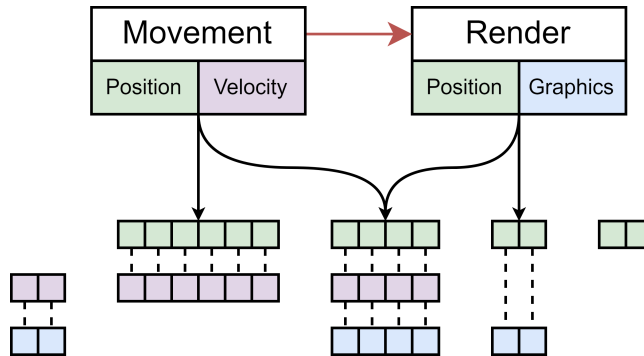 Movement
Render
Position
Velocity
Position
Graphics